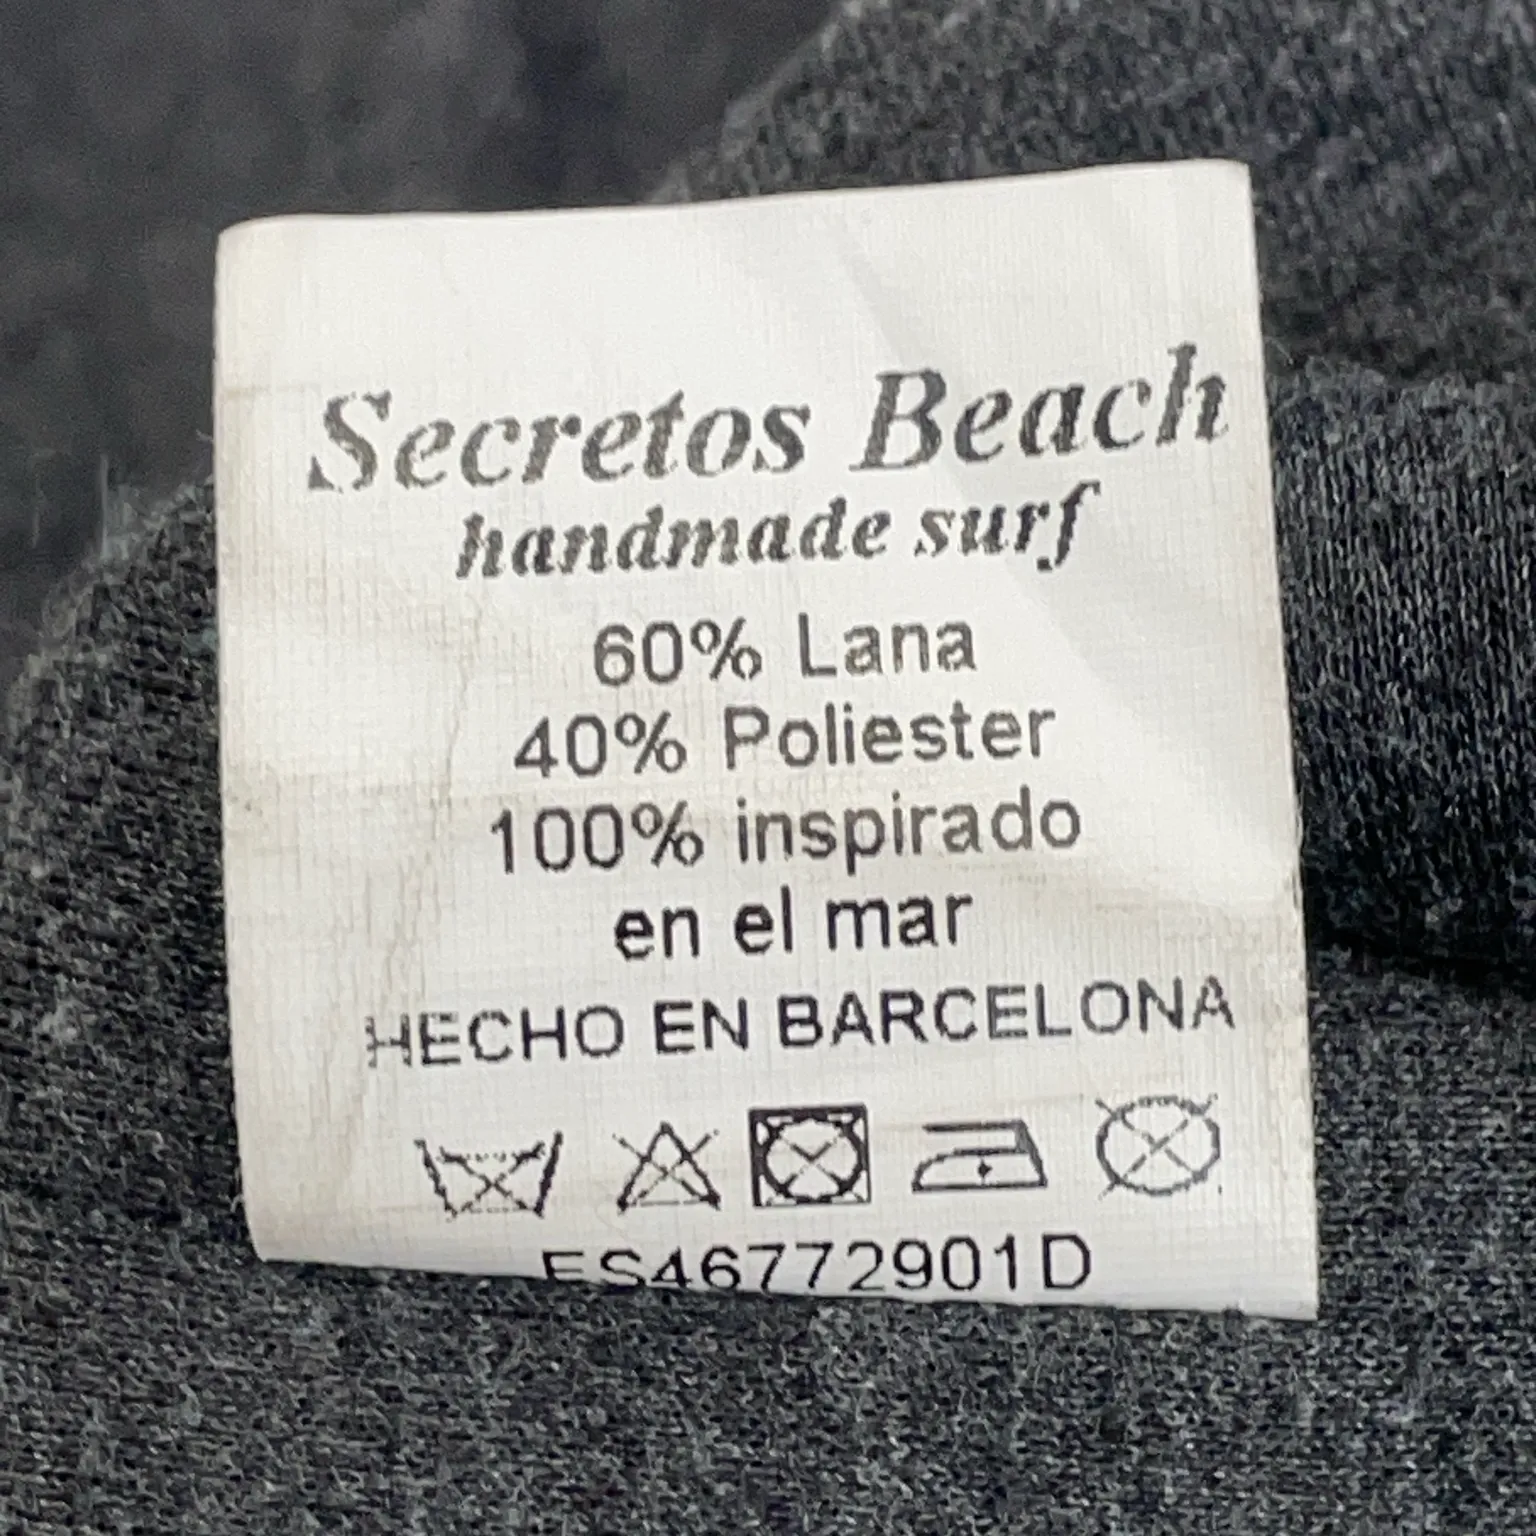 Secretos Beach
handmade surf
60% Lana
40% Poliester
100% inspirado
en el mar
HECHO EN BARCELONA
ES46772901D